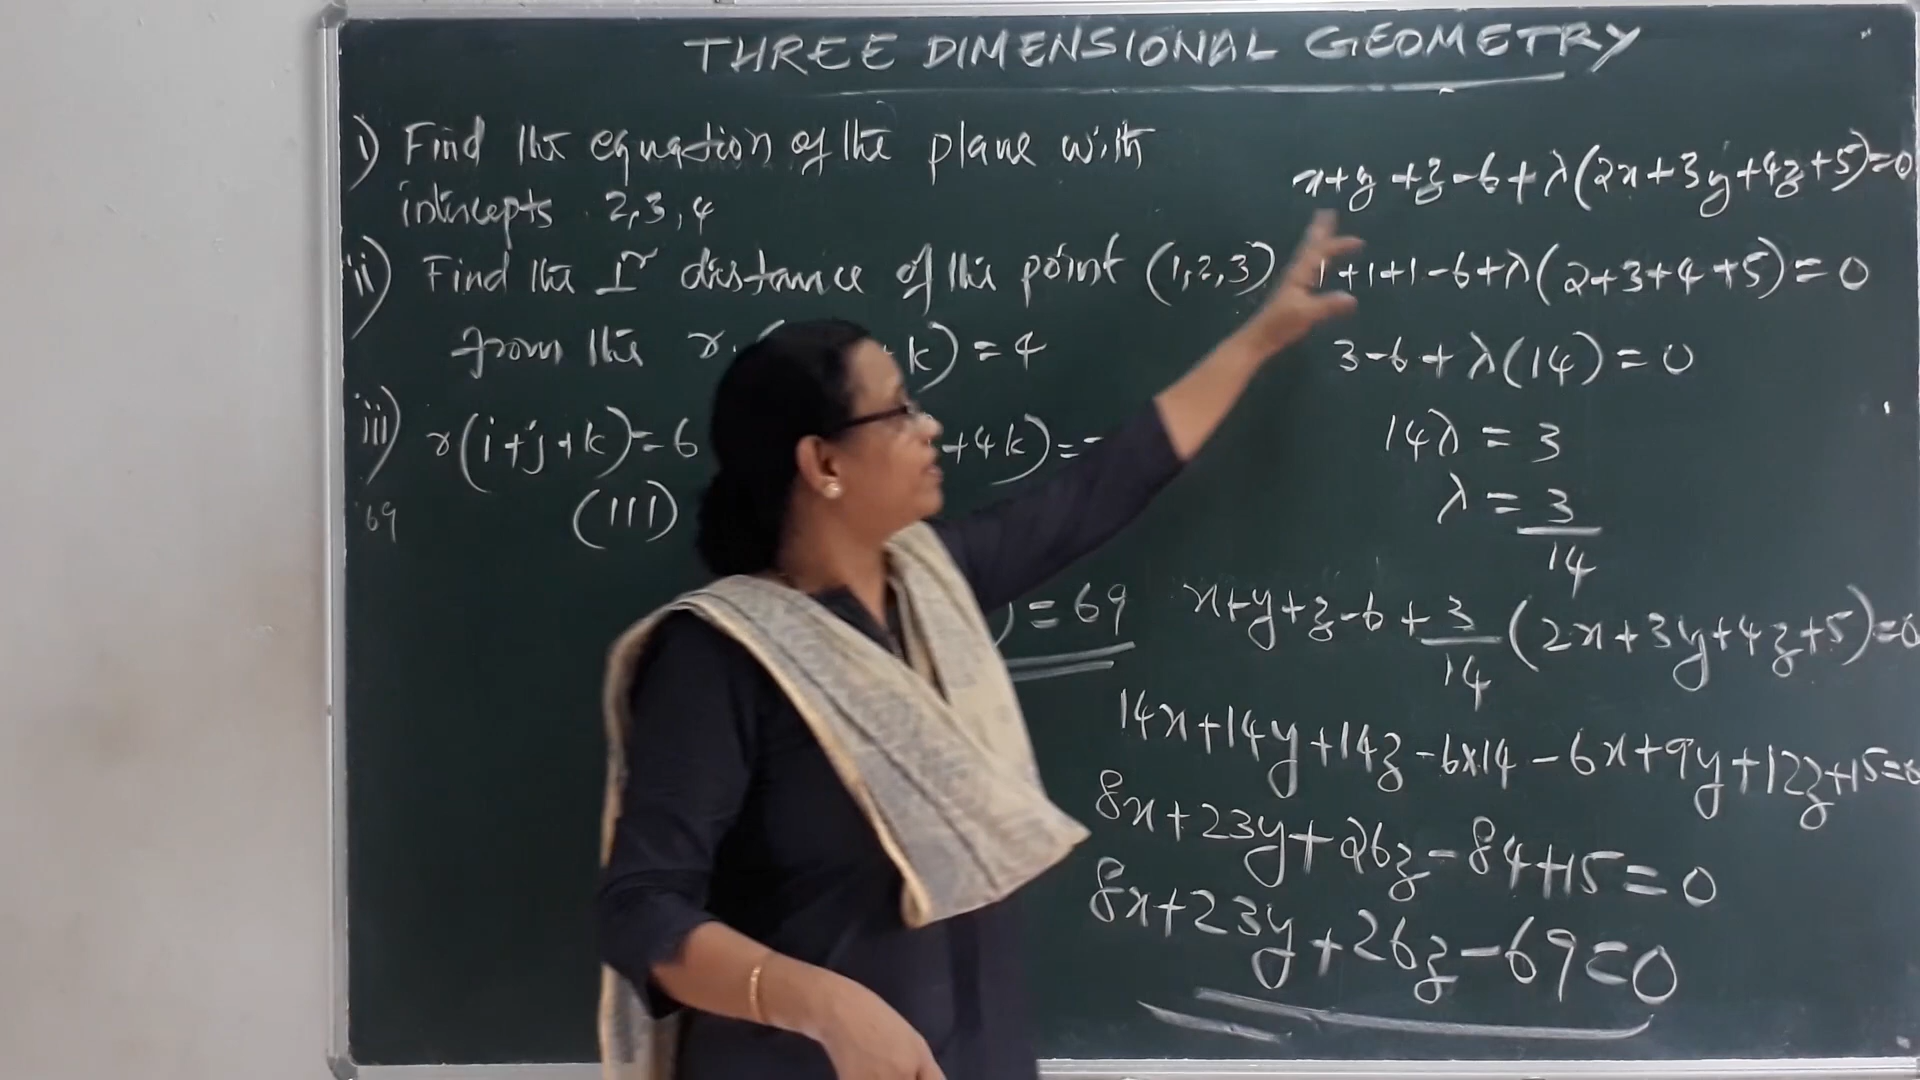 THREE DIMENSIONAL GEOMETRY
i) Find the equation of the plane with
intercepts 2,3,4
ii) Find the ⊥r distance of the point (1,2,3)
from the r.( k)=4
iii) r(i+j+k)=6 +4k)=-
(111)
69
)=69
x+y+z-6+λ(2x+3y+4z+5)=0
1+1+1-6+λ(2+3+4+5)=0
3-6+λ(14)=0
14λ=3
λ=3/14
x+y+z-6+3/14(2x+3y+4z+5)=0
14x+14y+14z-6x14-6x+9y+12z+15=0
8x+23y+26z-84+15=0
8x+23y+26z-69=0